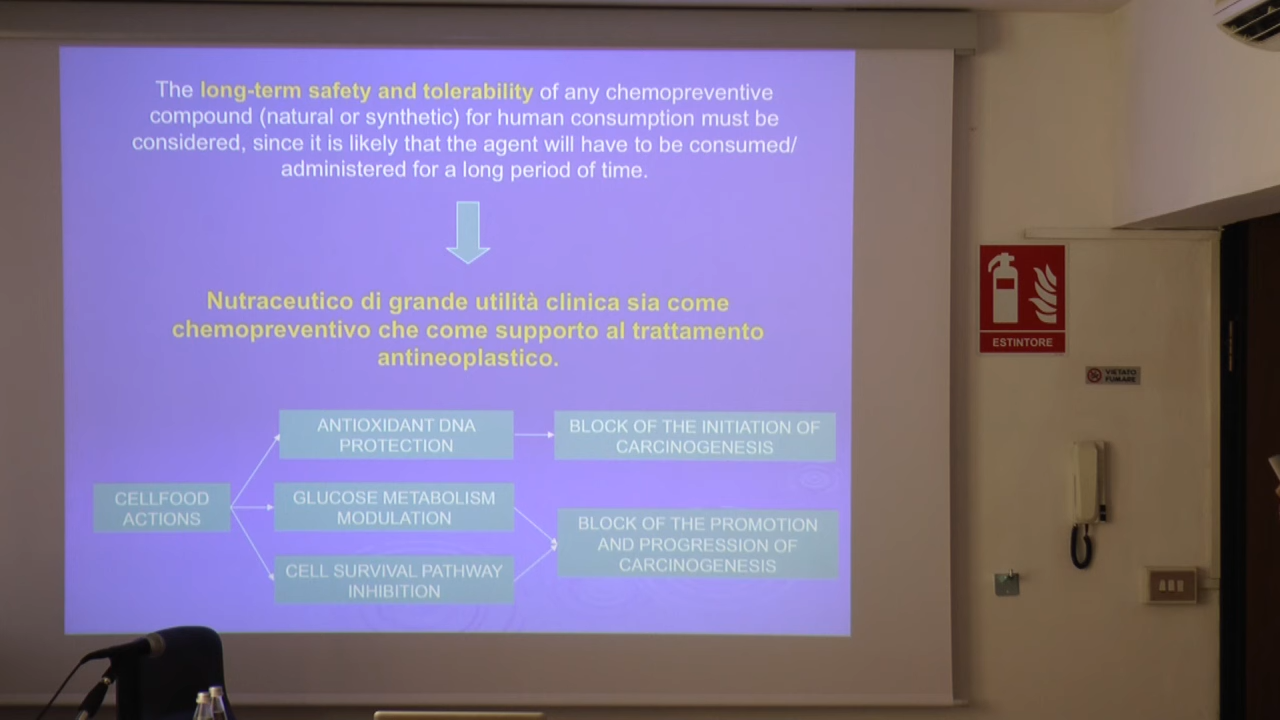 The long-term safety and tolerability of any chemopreventive
compound (natural or synthetic) for human consumption must be
considered, since it is likely that the agent will have to be consumed/
administered for a long period of time.
Nutraceutico di grande utilità clinica sia come
chemopreventivo che come supporto al trattamento
antineoplastico.
CELLFOOD
ACTIONS
ANTIOXIDANT DNA
PROTECTION
GLUCOSE METABOLISM
MODULATION
CELL SURVIVAL PATHWAY
INHIBITION
BLOCK OF THE INITIATION OF
CARCINOGENESIS
BLOCK OF THE PROMOTION
AND PROGRESSION OF
CARCINOGENESIS
ESTINTORE
VIETATO
FUMARE